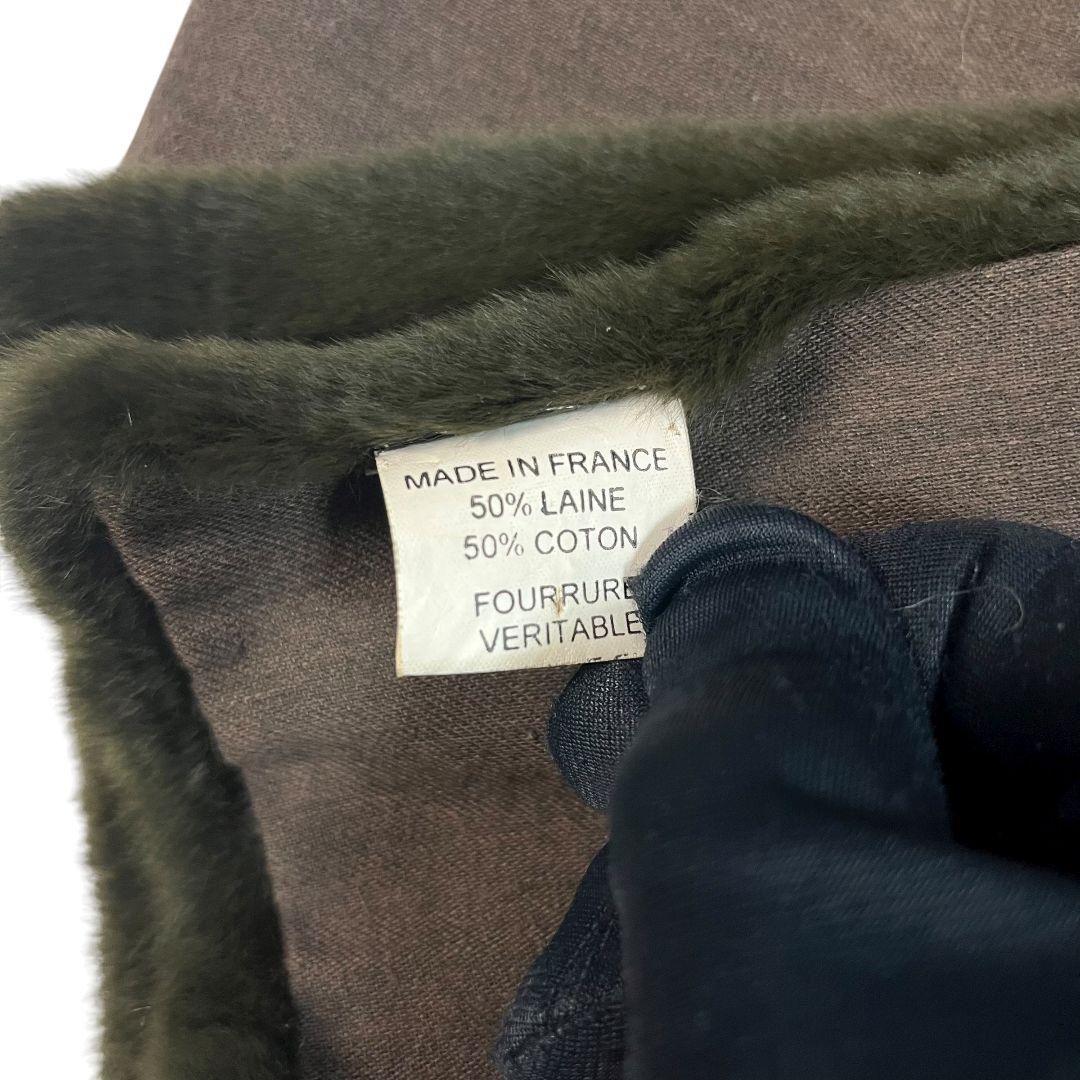 MADE IN FRANCE
50% LAINE
50% COTON
FOURRURE
VERITABLE